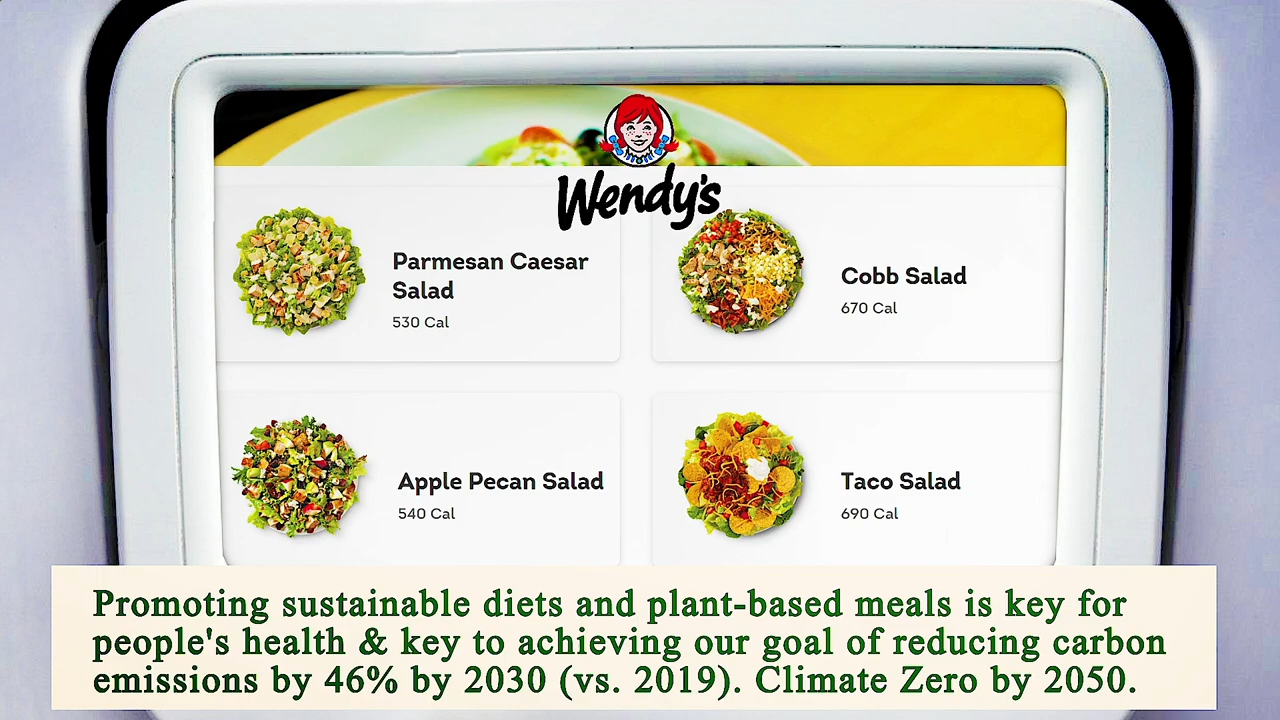 Wendy's
Parmesan Caesar
Salad
530 Cal
Cobb Salad
670 Cal
Apple Pecan Salad
540 Cal
Taco Salad
690 Cal
Promoting sustainable diets and plant-based meals is key for
people's health & key to achieving our goal of reducing carbon
emissions by 46% by 2030 (vs. 2019). Climate Zero by 2050.